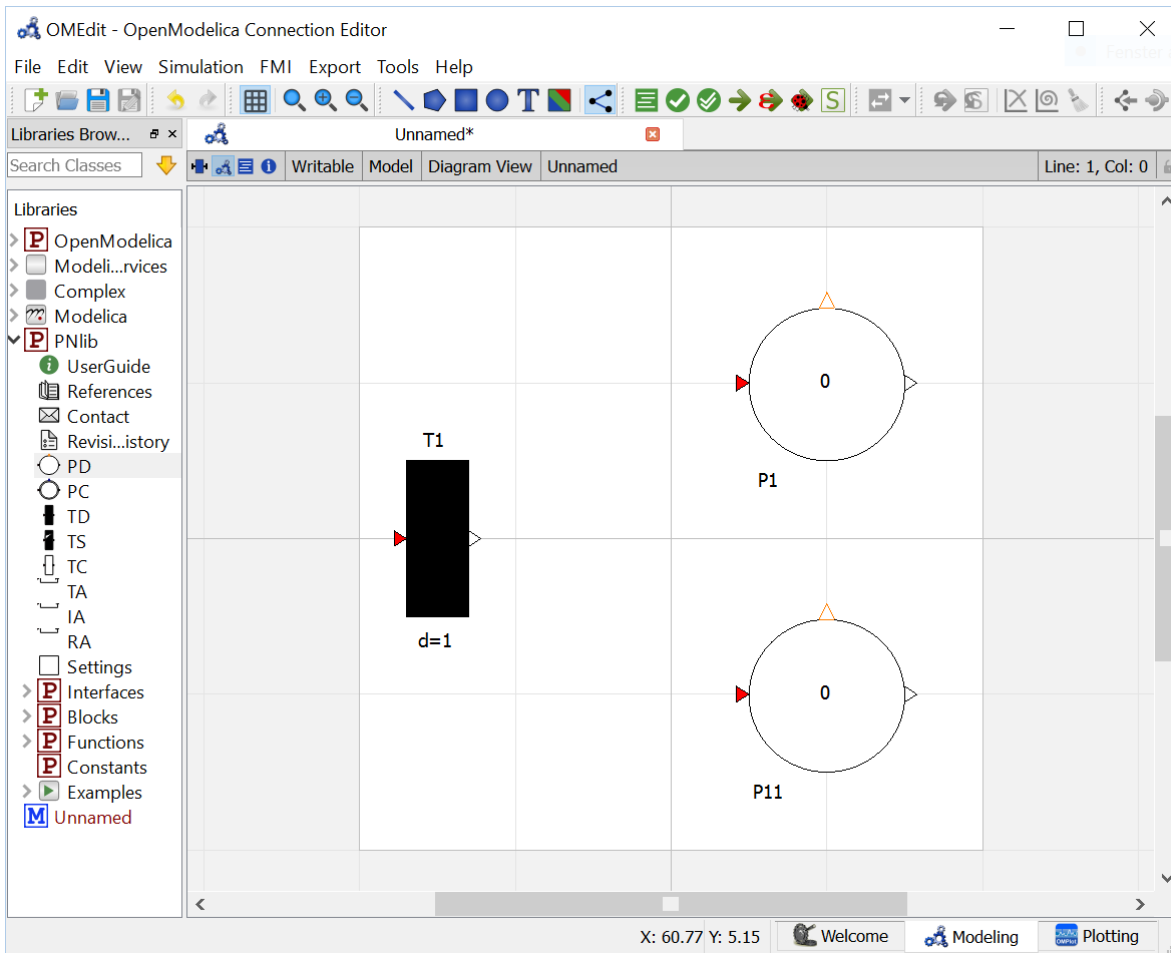 OMEdit - OpenModelica Connection Editor
Fenster
File Edit View Simulation FMI Export Tools Help
T
S
Libraries Brow...
Unnamed*
Search Classes
Writable Model Diagram View Unnamed
Line: 1, Col: 0
Libraries
P OpenModelica
Modeli...rvices
Complex
Modelica
P PNlib
UserGuide
References
Contact
Revisi...istory
PD
PC
TD
TS
TC
TA
IA
RA
Settings
P Interfaces
P Blocks
P Functions
P Constants
Examples
M Unnamed
0
P1
T1
d=1
0
P11
X: 60.77 Y: 5.15
Welcome
Modeling
OMPlot
Plotting